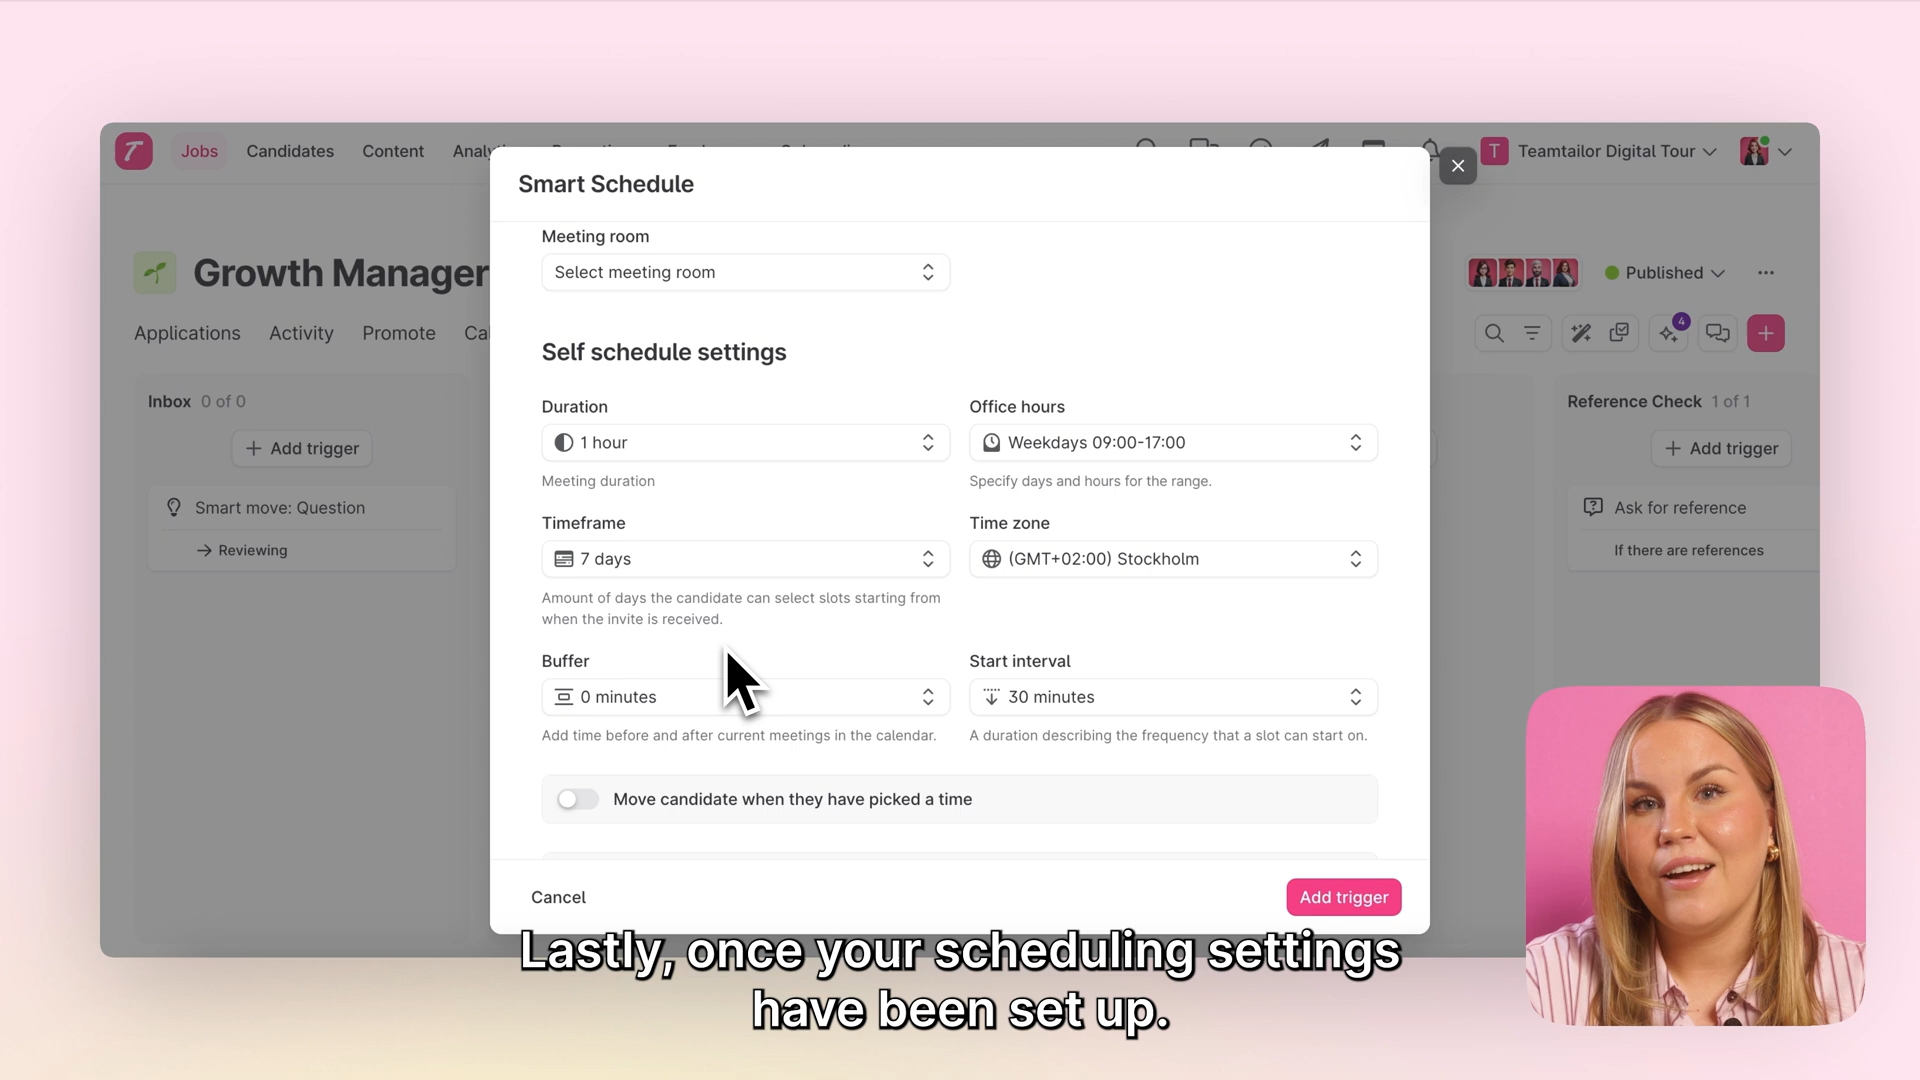 T
Jobs
Candidates
Content
T
Teamtailor Digital Tour
Smart Schedule
Growth Manager
Published
4
Applications
Activity
Promote
Inbox 0 of 0
Add trigger
Smart move: Question
Reviewing
Meeting room
Select meeting room
Self schedule settings
Duration
1 hour
Meeting duration
Office hours
Weekdays 09:00-17:00
Specify days and hours for the range.
Timeframe
7 days
Amount of days the candidate can select slots starting from
when the invite is received.
Time zone
(GMT+02:00) Stockholm
Buffer
0 minutes
Add time before and after current meetings in the calendar.
Start interval
30 minutes
A duration describing the frequency that a slot can start on.
Move candidate when they have picked a time
Cancel
Add trigger
Reference Check 1 of 1
Add trigger
Ask for reference
If there are references
Lastly, once your scheduling settings
have been set up.